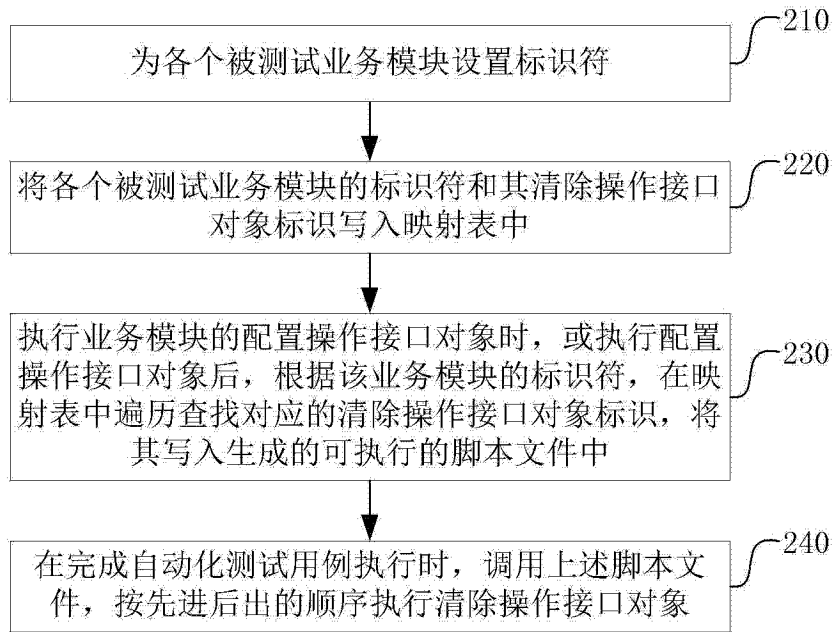 210
为各个被测试业务模块设置标识符
220
将各个被测试业务模块的标识符和其清除操作接口
对象标识写入映射表中
230
执行业务模块的配置操作接口对象时，或执行配置
操作接口对象后，根据该业务模块的标识符，在映
射表中遍历查找对应的清除操作接口对象标识，将
其写入生成的可执行的脚本文件中
240
在完成自动化测试用例执行时，调用上述脚本文
件，按先进后出的顺序执行清除操作接口对象